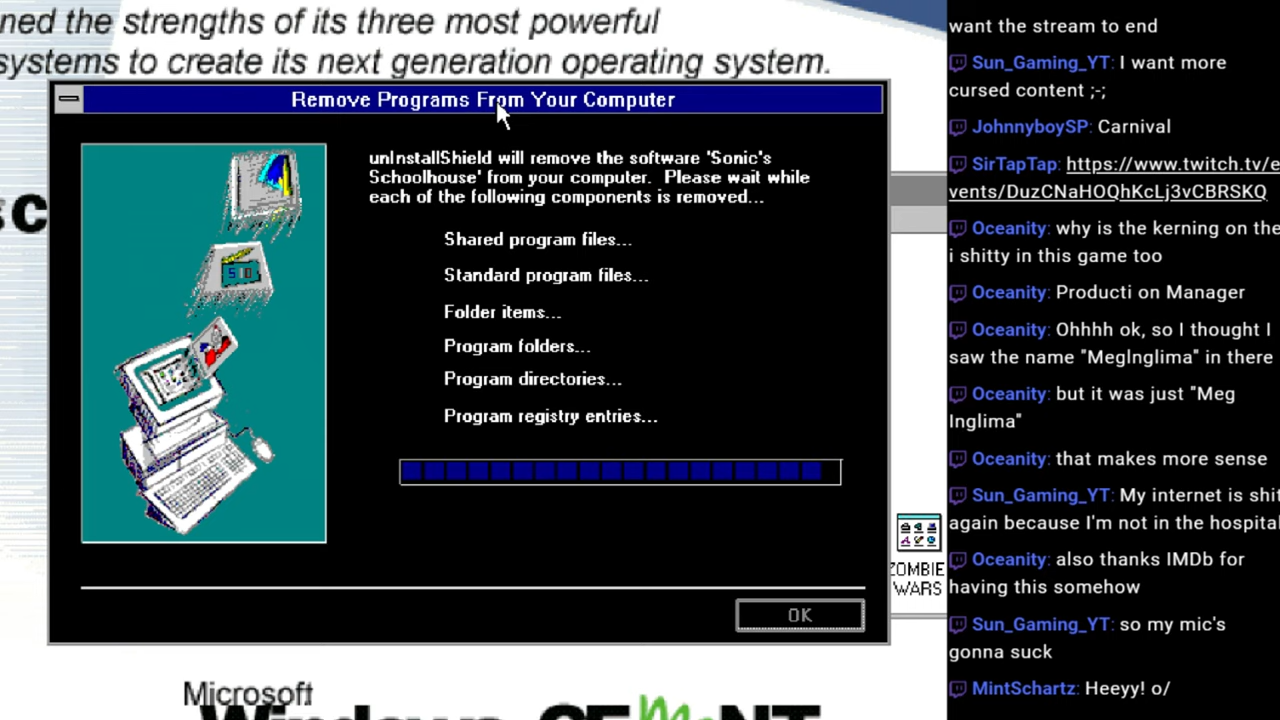 ned the strengths of its three most powerful
systems to create its next generation operating system.
Remove Programs From Your Computer
unInstallShield will remove the software 'Sonic's
Schoolhouse' from your computer. Please wait while
each of the following components is removed...
Shared program files...
Standard program files...
Folder items...
Program folders...
Program directories...
Program registry entries...
OK
ZOMBIE
WARS
Microsoft
Windows CE Me NT
want the stream to end
Sun_Gaming_YT: I want more
cursed content ;-;
JohnnyboySP: Carnival
SirTapTap: https://www.twitch.tv/e
vents/DuzCNaHOQhKcLj3vCBRSKQ
Oceanity: why is the kerning on the
i shitty in this game too
Oceanity: Producti on Manager
Oceanity: Ohhhh ok, so I thought I
saw the name "MegInglima" in there
Oceanity: but it was just "Meg
Inglima"
Oceanity: that makes more sense
Sun_Gaming_YT: My internet is shit
again because I'm not in the hospital
Oceanity: also thanks IMDb for
having this somehow
Sun_Gaming_YT: so my mic's
gonna suck
MintSchartz: Heeyy! o/